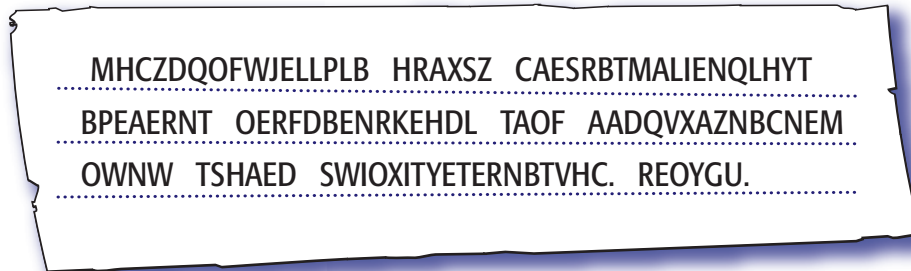 MHCZDQOFWJELLPLB HRAXSZ CAESRBTMALIENQLHYT
BPEAERNT OERFDBENRKEHDL TAOF AADQVXAZNBCNEM
OWNW TSHAED SWIOXITYETERNBTVHC. REOYGU.